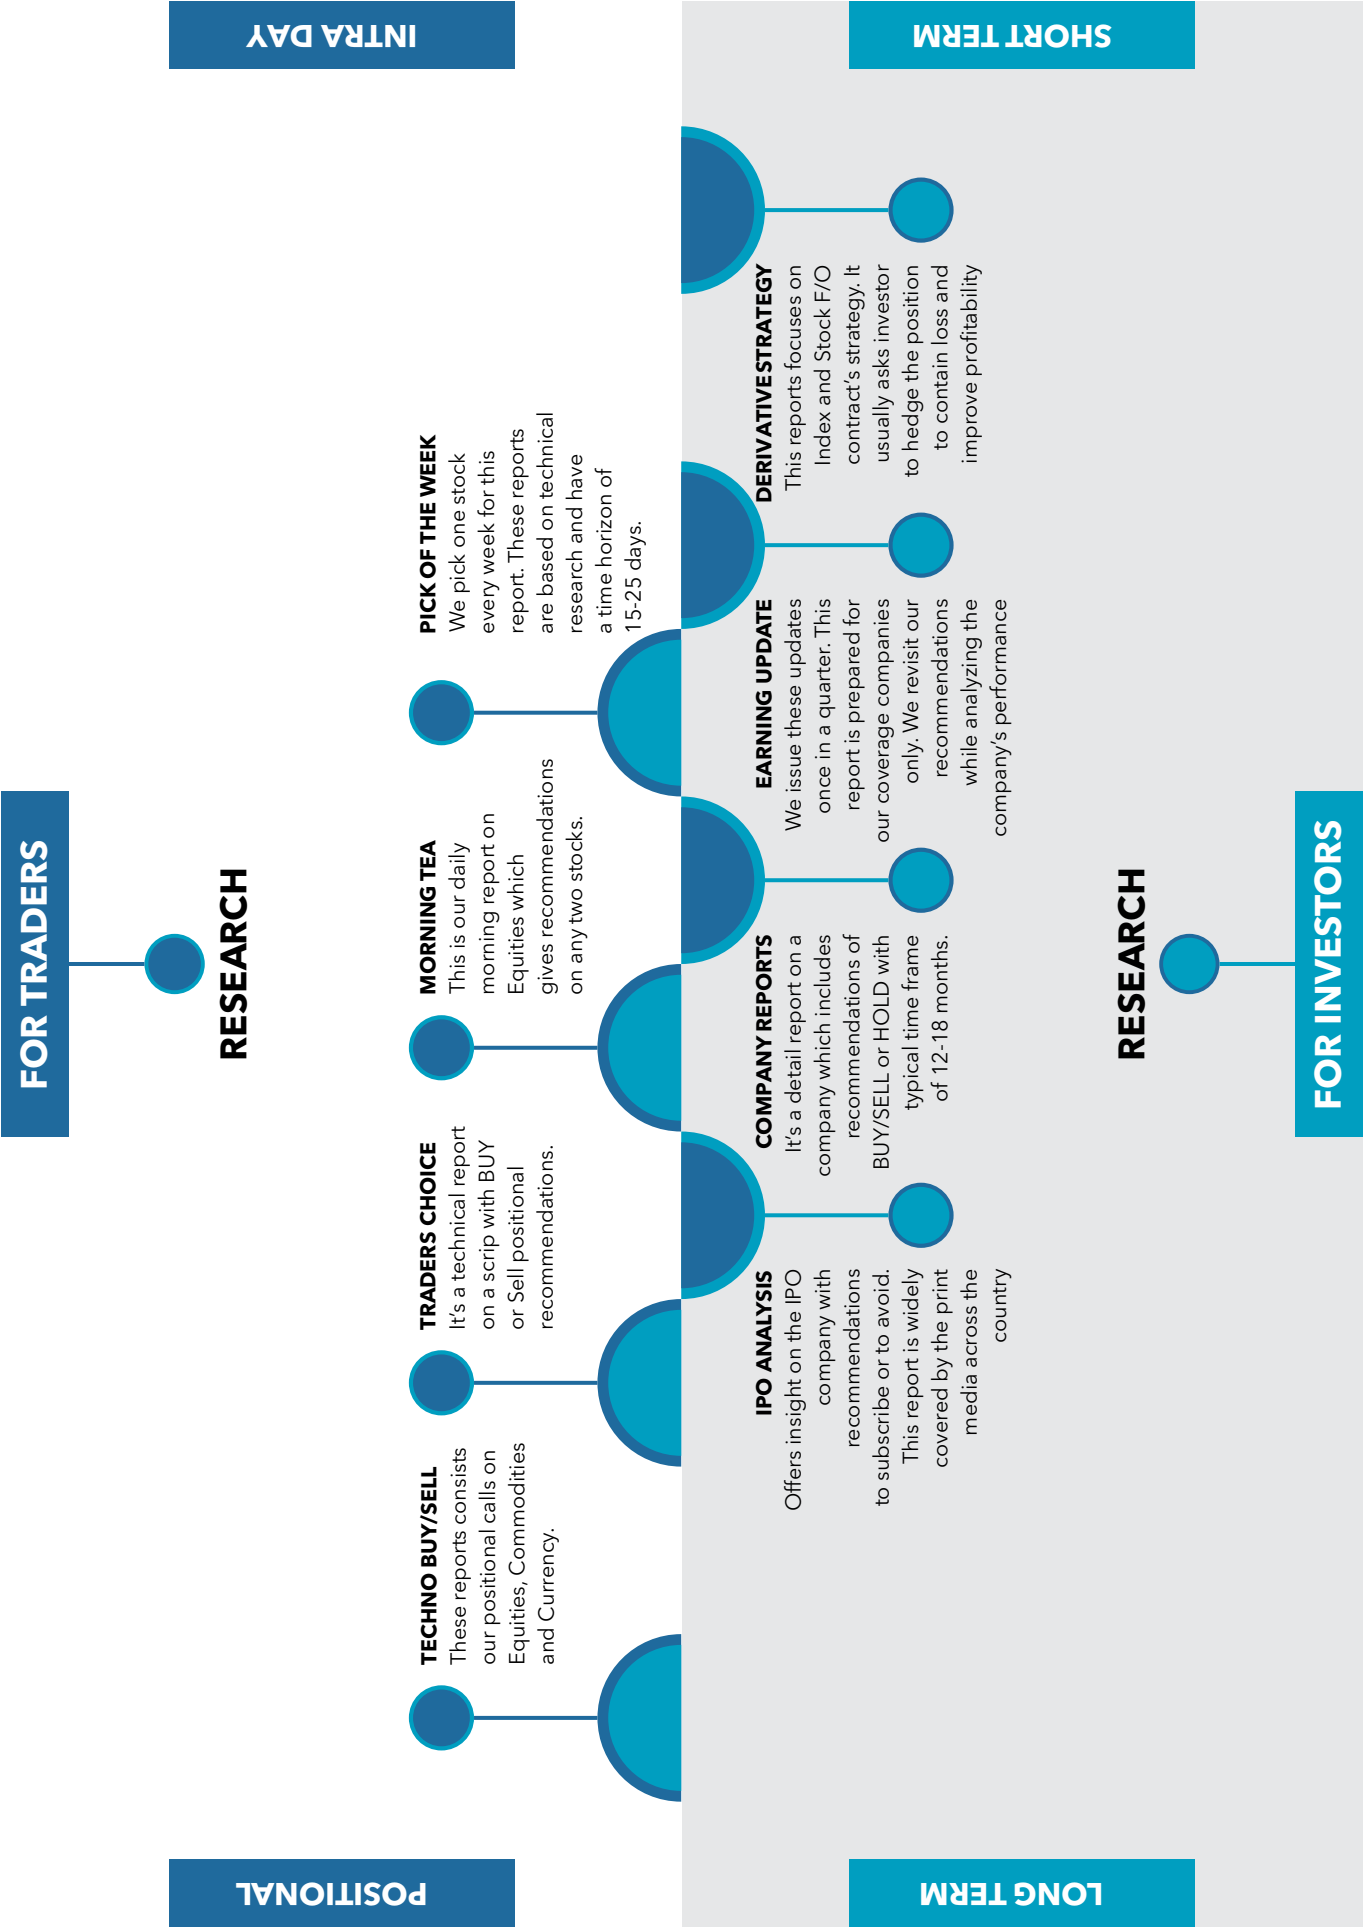 FOR TRADERS
RESEARCH
POSITIONAL
INTRA DAY
TECHNO BUY/SELL
These reports consists
our positional calls on
Equities, Commodities
and Currency.
TRADERS CHOICE
It's a technical report
on a scrip with BUY
or Sell positional
recommendations.
MORNING TEA
This is our daily
morning report on
Equities which
gives recommendations
on any two stocks.
PICK OF THE WEEK
We pick one stock
every week for this
report. These reports
are based on technical
research and have
a time horizon of
15-25 days.
IPO ANALYSIS
Offers insight on the IPO
company with
recommendations
to subscribe or to avoid.
This report is widely
covered by the print
media across the
country
COMPANY REPORTS
It's a detail report on a
company which includes
recommendations of
BUY/SELL or HOLD with
typical time frame
of 12-18 months.
EARNING UPDATE
We issue these updates
once in a quarter. This
report is prepared for
our coverage companies
only. We revisit our
recommendations
while analyzing the
company's performance
DERIVATIVESTRATEGY
This reports focuses on
Index and Stock F/O
contract's strategy. It
usually asks investor
to hedge the position
to contain loss and
improve profitability
LONG TERM
SHORT TERM
RESEARCH
FOR INVESTORS